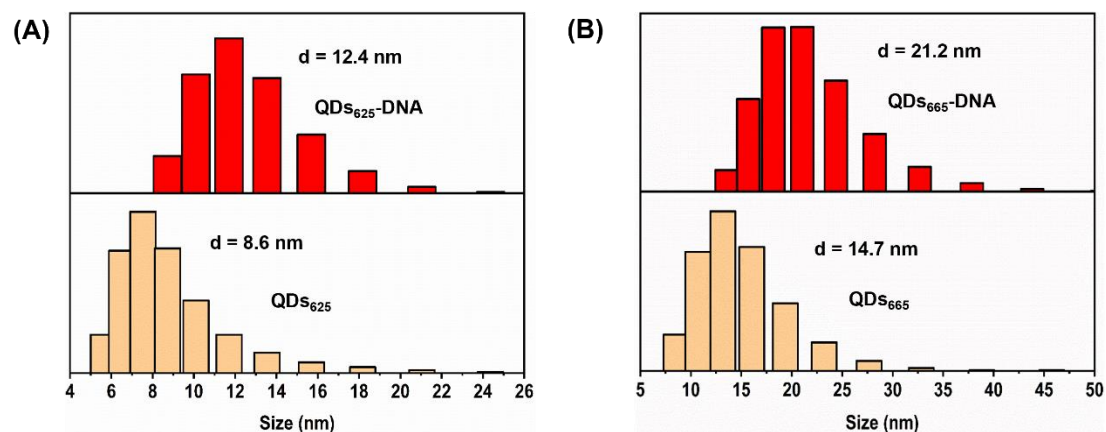 (A)
d = 12.4 nm
QDs625-DNA
d = 8.6 nm
QDs625
4 6 8 10 12 14 16 18 20 22 24 26
Size (nm)
(B)
d = 21.2 nm
QDs665-DNA
d = 14.7 nm
QDs665
5 10 15 20 25 30 35 40 45 50
Size (nm)